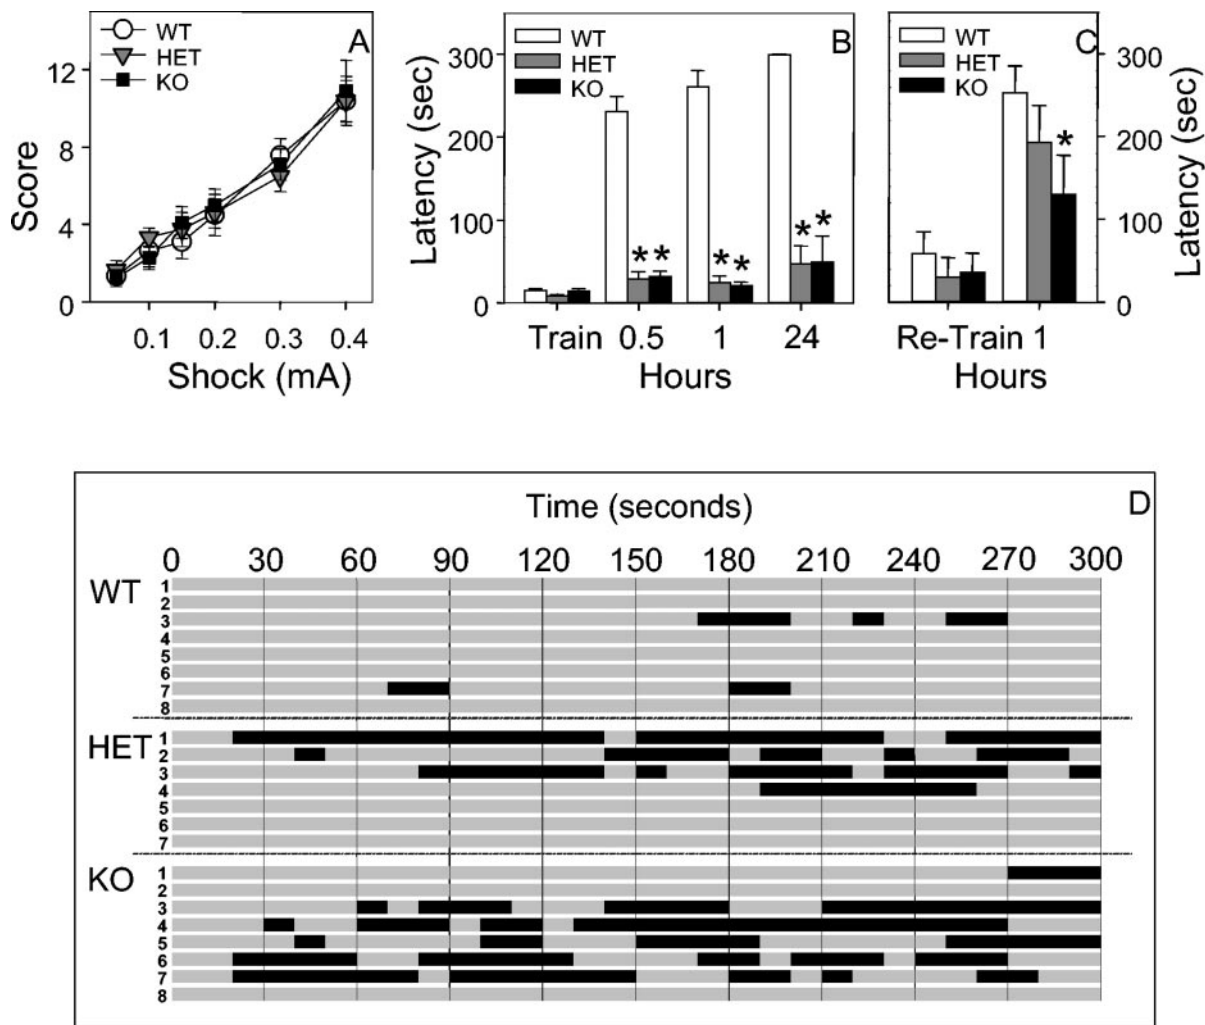 A
WT
HET
KO
12
8
4
0
Score
0.1 0.2 0.3 0.4
Shock (mA)
B
WT
HET
KO
300
200
100
0
Latency (sec)
* * * * * *
Train 0.5 1 24
Hours
C
WT
HET
KO
*
300
200
100
0
Latency (sec)
Re-Train 1
Hours
Time (seconds)
D
0 30 60 90 120 150 180 210 240 270 300
WT
1
2
3
4
5
6
7
8
HET
1
2
3
4
5
6
7
KO
1
2
3
4
5
6
7
8